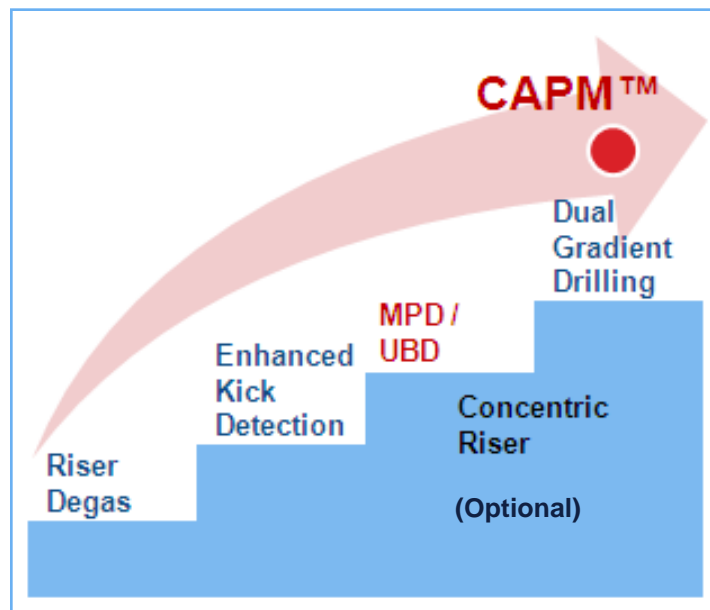 CAPM™
Dual
Gradient
Drilling
MPD /
UBD
Enhanced
Kick
Detection
Concentric
Riser
Riser
Degas
(Optional)